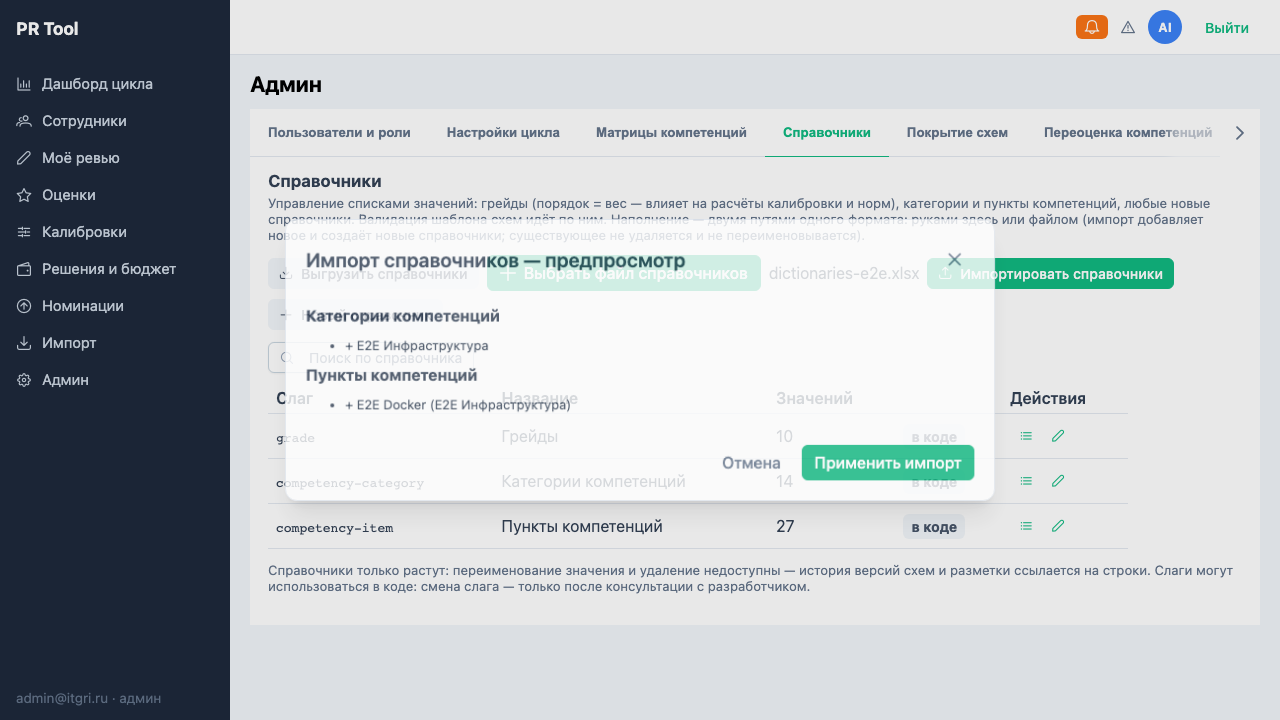 PR Tool
AI
Выйти
Дашборд цикла
Сотрудники
Моё ревью
Оценки
Калибровки
Решения и бюджет
Номинации
Импорт
Админ
admin@itgri.ru · админ
Админ
Пользователи и роли
Настройки цикла
Матрицы компетенций
Справочники
Покрытие схем
Переоценка компетенций
Справочники
Управление списками значений: грейды (порядок = вес — влияет на расчёты калибровки и норм), категории и пункты компетенций, любые новые
справочники. Валидация шаблона схем идёт по ним. Наполнение — двумя путями одного формата: руками здесь или файлом (импорт добавляет
новое и создаёт новые справочники; существующее не удаляется и не переименовывается).
Выгрузить справочники
Выбрать файл справочников
dictionaries-e2e.xlsx
Импортировать справочники
Поиск по справочника
Слаг
Название
Значений
Действия
grade
Грейды
10
в коде
competency-category
Категории компетенций
14
в коде
competency-item
Пункты компетенций
27
в коде
Справочники только растут: переименование значения и удаление недоступны — история версий схем и разметки ссылается на строки. Слаги могут
использоваться в коде: смена слага — только после консультации с разработчиком.
Импорт справочников — предпросмотр
Категории компетенций
+ E2E Инфраструктура
Пункты компетенций
+ E2E Docker (E2E Инфраструктура)
Отмена
Применить импорт